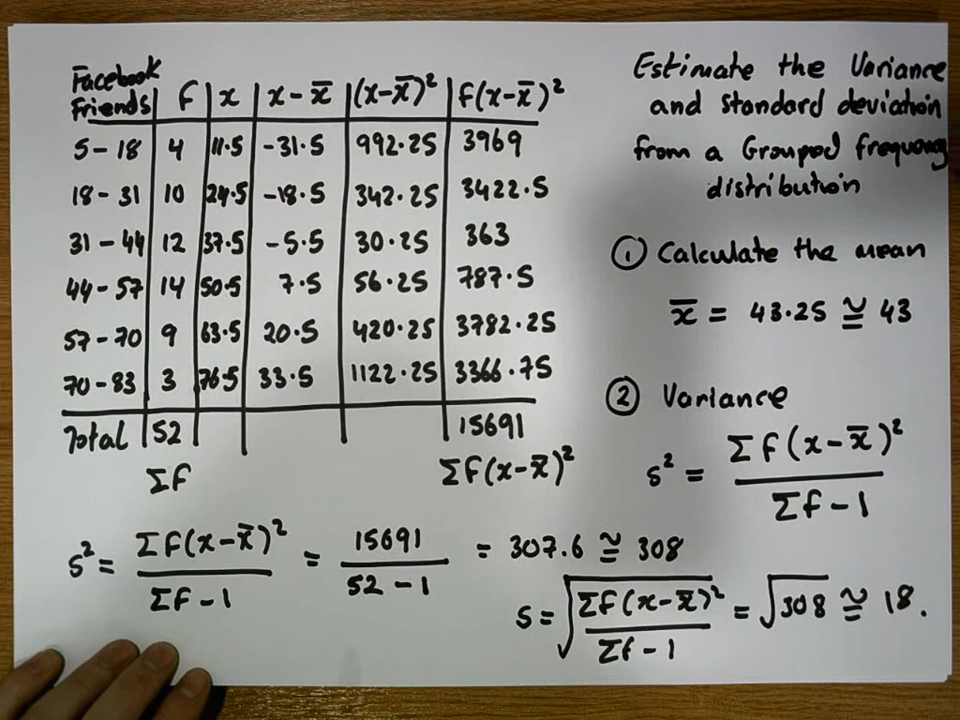 Estimate the Variance
and standard deviation
from a Grouped frequency
distribution
Facebook
Friends | F | x | x - x̄ | (x-x̄)² | F(x-x̄)²
5-18 | 4 | 11.5 | -31.5 | 992.25 | 3969
18-31 | 10 | 24.5 | -18.5 | 342.25 | 3422.5
31-44 | 12 | 37.5 | -5.5 | 30.25 | 363
44-57 | 14 | 50.5 | 7.5 | 56.25 | 787.5
57-70 | 9 | 63.5 | 20.5 | 420.25 | 3782.25
70-83 | 3 | 76.5 | 33.5 | 1122.25 | 3366.75
Total | 52 | | | | 15691
ΣF ΣF(x-x̄)²
① Calculate the mean
x̄ = 43.25 ≅ 43
② Variance
s² = ΣF(x-x̄)² / ΣF-1
s² = ΣF(x-x̄)² / ΣF-1 = 15691 / 52-1 = 307.6 ≅ 308
s = √(ΣF(x-x̄)² / Σf-1) = √308 ≅ 18.